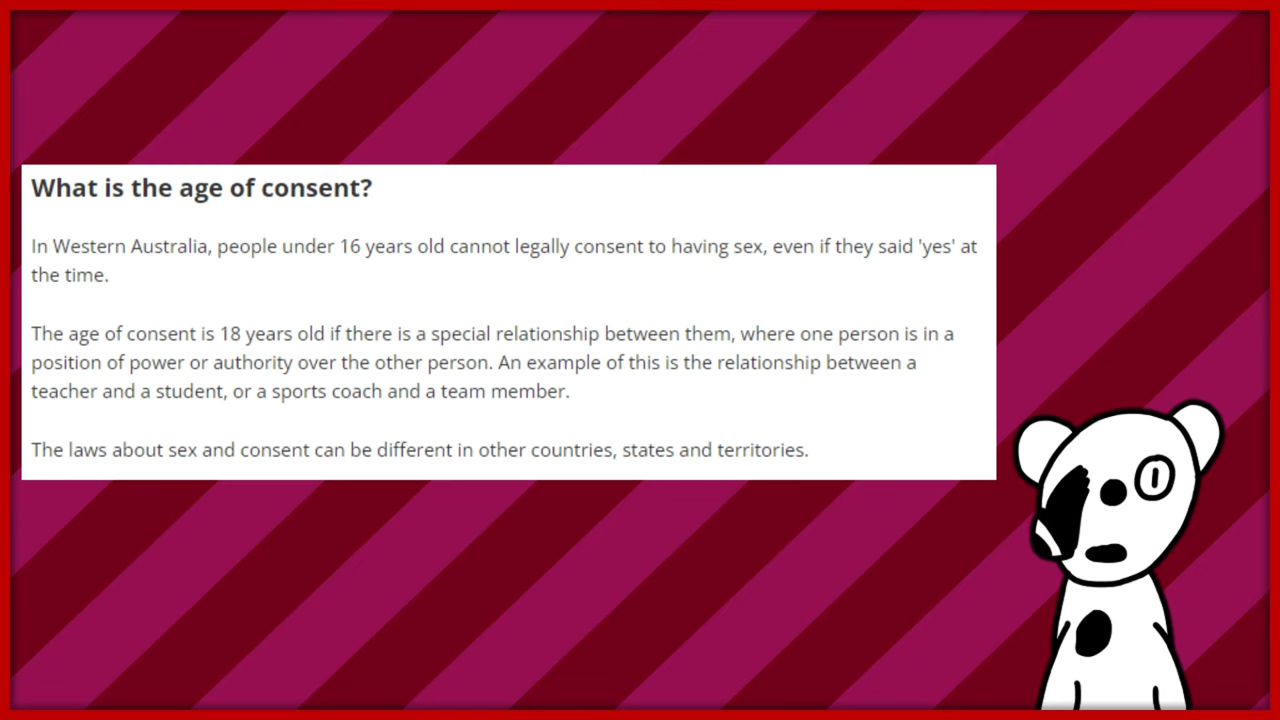 What is the age of consent?
In Western Australia, people under 16 years old cannot legally consent to having sex, even if they said 'yes' at
the time.
The age of consent is 18 years old if there is a special relationship between them, where one person is in a
position of power or authority over the other person. An example of this is the relationship between a
teacher and a student, or a sports coach and a team member.
The laws about sex and consent can be different in other countries, states and territories.